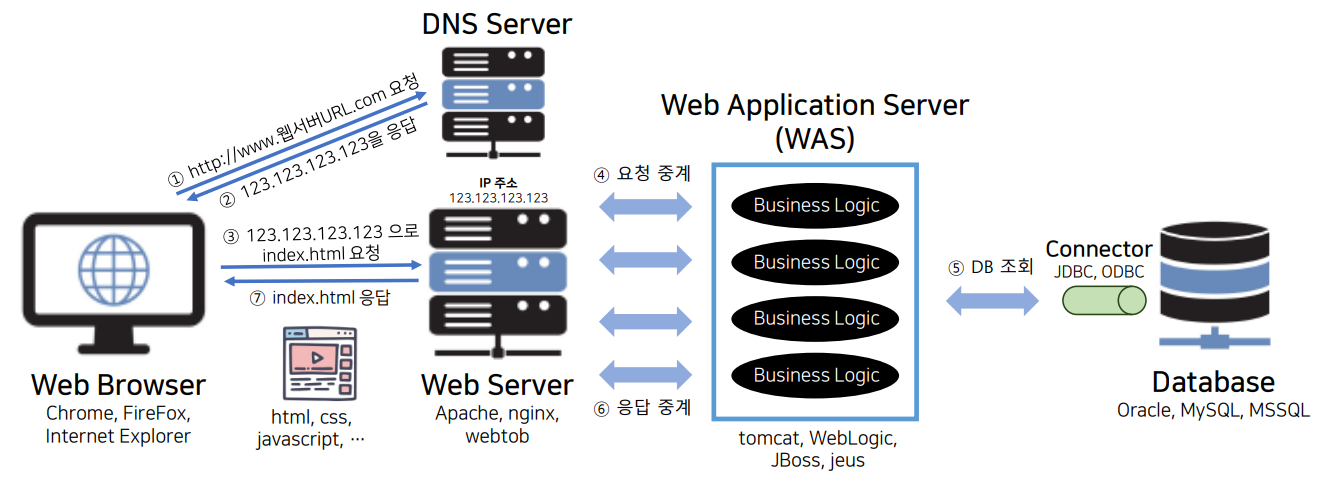 DNS Server
① http://www.웹서버URL.com 요청
② 123.123.123.123을 응답
IP 주소
123.123.123.123
③ 123.123.123.123 으로
index.html 요청
⑦ index.html 응답
Web Browser
Chrome, FireFox,
Internet Explorer
html, css,
javascript, ⋯
Web Server
Apache, nginx,
webtob
④ 요청 중계
⑥ 응답 중계
Web Application Server
(WAS)
Business Logic
Business Logic
Business Logic
Business Logic
tomcat, WebLogic,
JBoss, jeus
⑤ DB 조회
Connector
JDBC, ODBC
Database
Oracle, MySQL, MSSQL